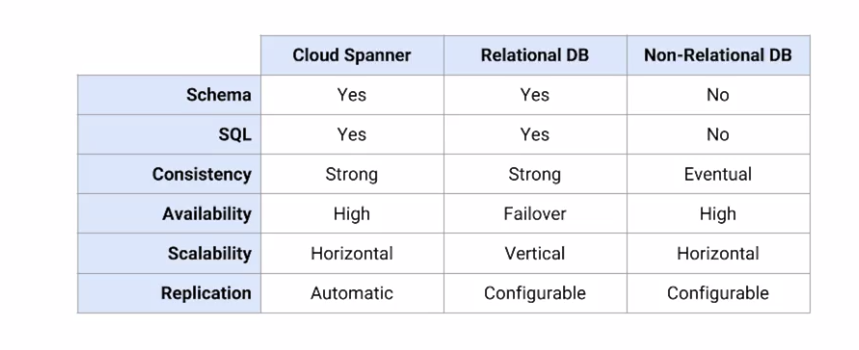 Cloud Spanner Relational DB Non-Relational DB
Schema Yes Yes No
SQL Yes Yes No
Consistency Strong Strong Eventual
Availability High Failover High
Scalability Horizontal Vertical Horizontal
Replication Automatic Configurable Configurable